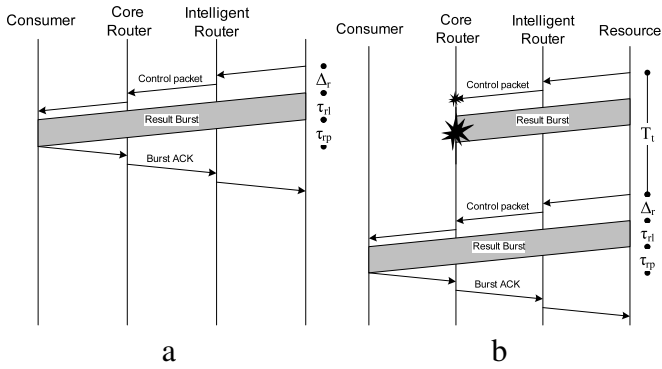 Consumer
Core
Router
Intelligent
Router
Control packet
Result Burst
Burst ACK
Δr
τrl
τrp
a
Consumer
Core
Router
Intelligent
Router
Resource
Control packet
Result Burst
Tt
Control packet
Result Burst
Burst ACK
Δr
τrl
τrp
b